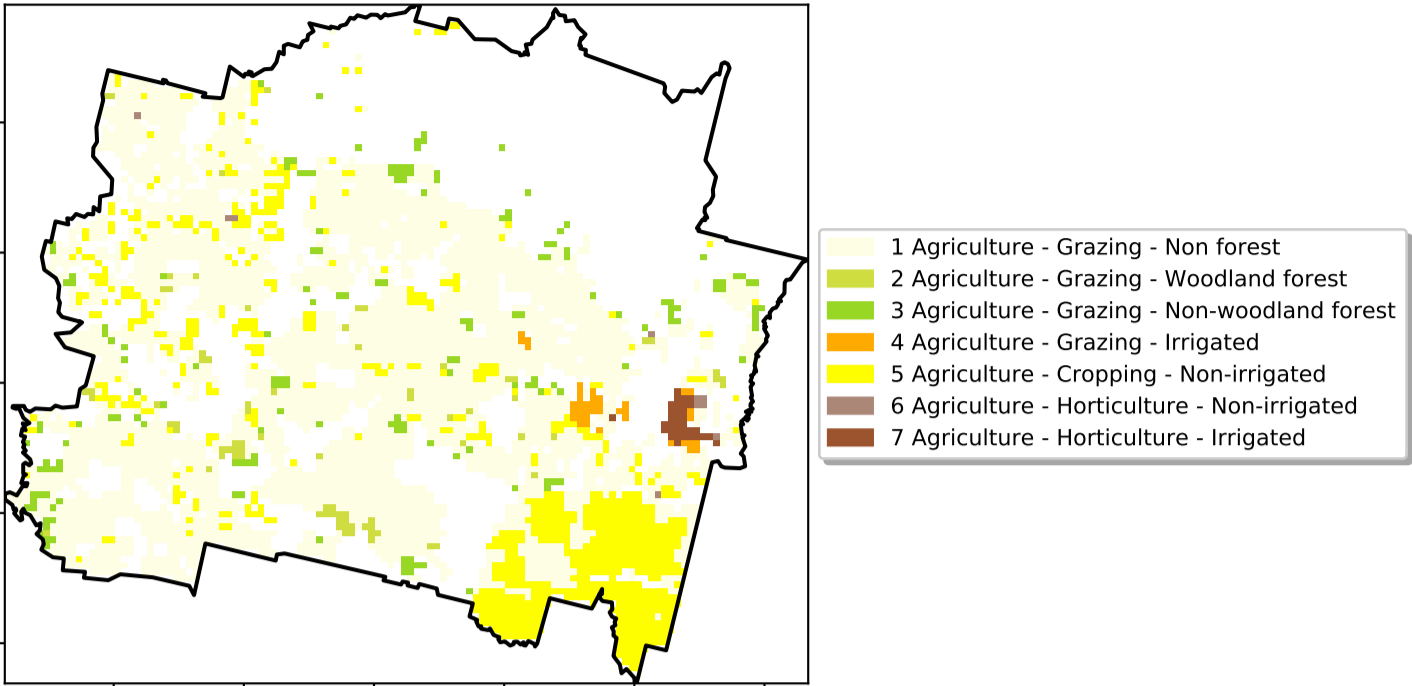 1 Agriculture - Grazing - Non forest
2 Agriculture - Grazing - Woodland forest
3 Agriculture - Grazing - Non-woodland forest
4 Agriculture - Grazing - Irrigated
5 Agriculture - Cropping - Non-irrigated
6 Agriculture - Horticulture - Non-irrigated
7 Agriculture - Horticulture - Irrigated